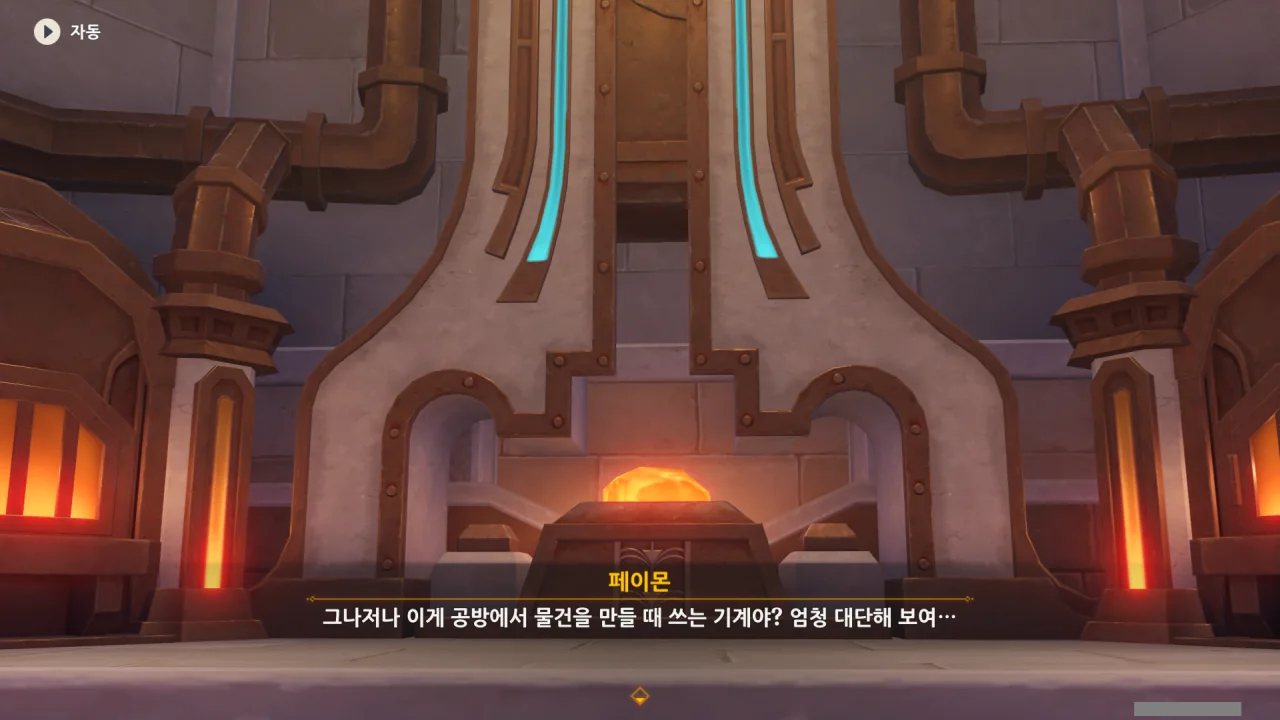 자동
페이몬
그나저나 이게 공방에서 물건을 만들 때 쓰는 기계야? 엄청 대단해 보여…